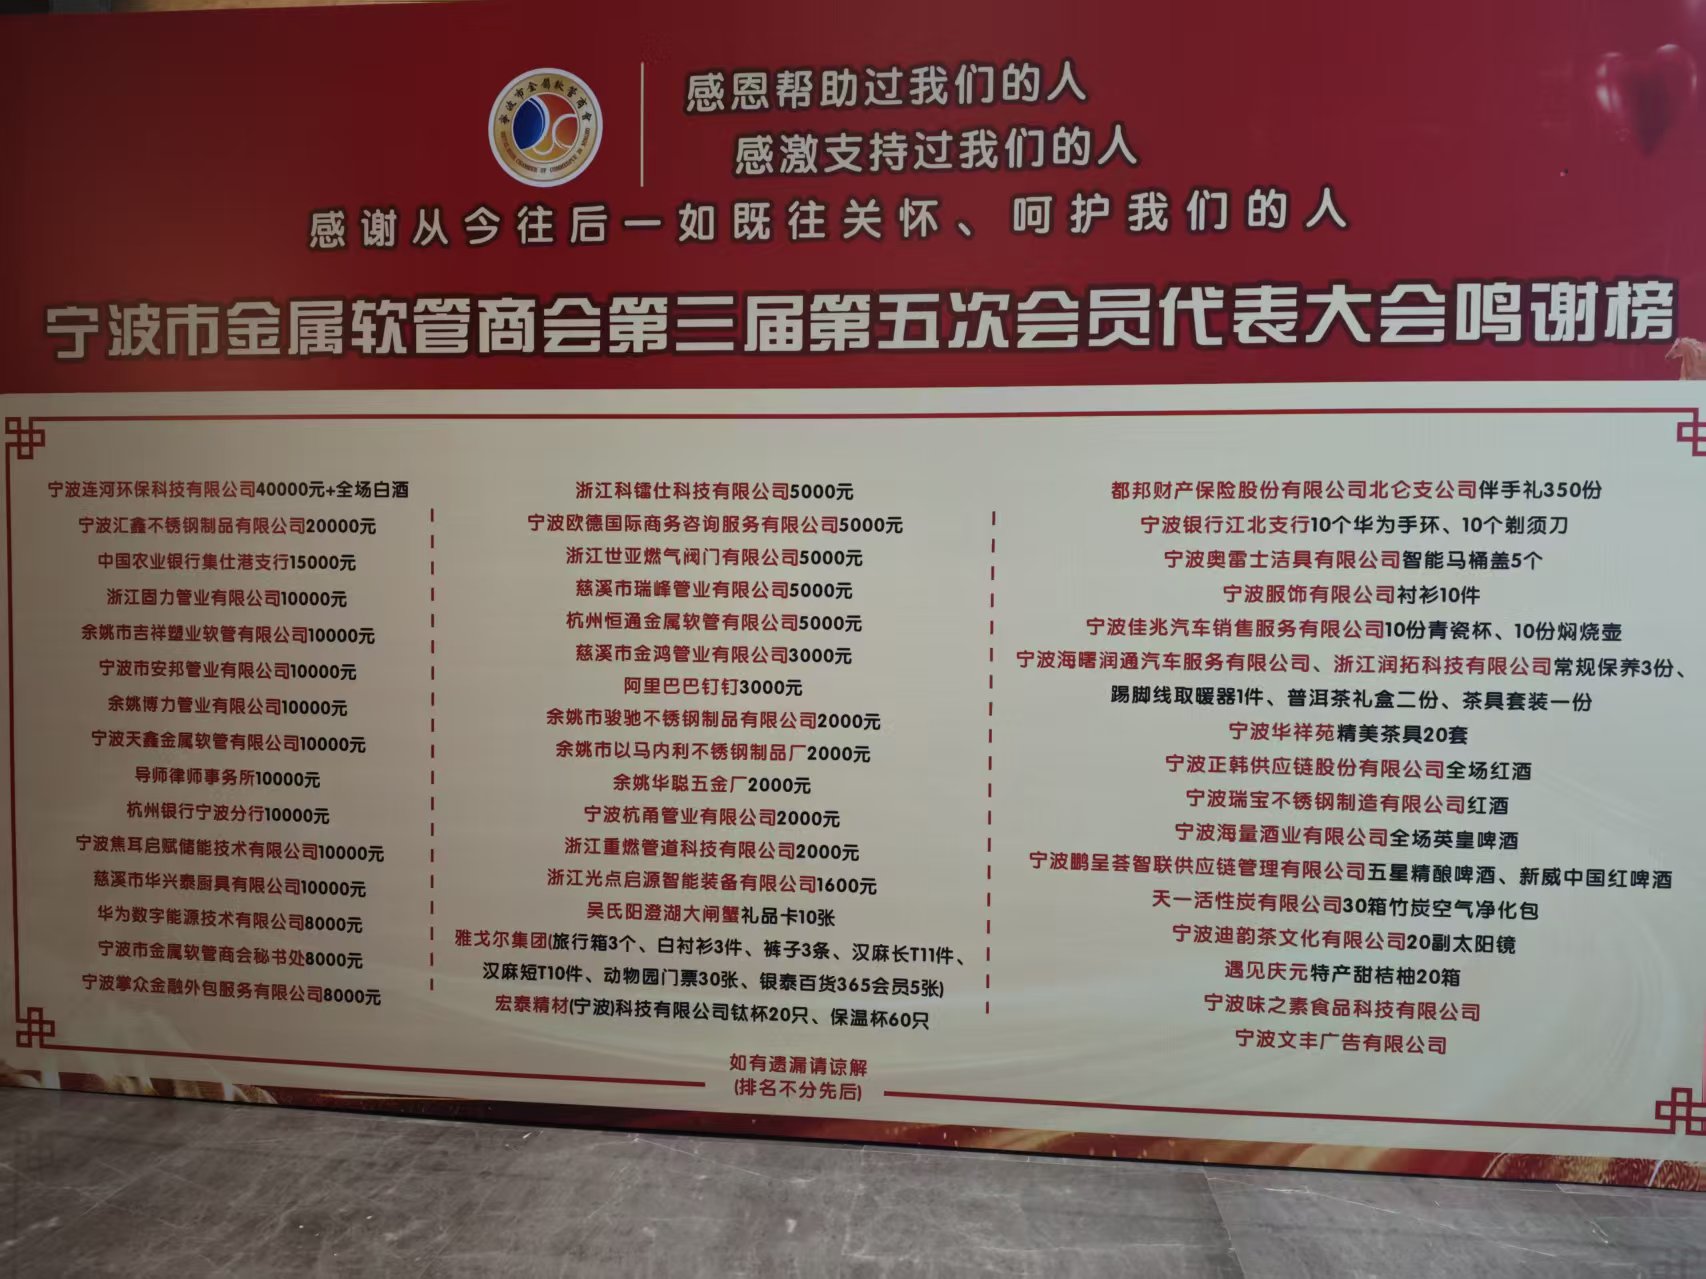 宁波市金属软管商会
感恩帮助过我们的人
感激支持过我们的人
感谢从今往后一如既往关怀、呵护我们的人
宁波市金属软管商会第三届第五次会员代表大会鸣谢榜
宁波连河环保科技有限公司40000元+全场白酒
宁波汇鑫不锈钢制品有限公司20000元
中国农业银行集仕港支行15000元
浙江固力管业有限公司10000元
余姚市吉祥塑业软管有限公司10000元
宁波市安邦管业有限公司10000元
余姚博力管业有限公司10000元
宁波天鑫金属软管有限公司10000元
导师律师事务所10000元
杭州银行宁波分行10000元
宁波焦耳启赋储能技术有限公司10000元
慈溪市华兴泰厨具有限公司10000元
华为数字能源技术有限公司8000元
宁波市金属软管商会秘书处8000元
宁波掌众金融外包服务有限公司8000元
浙江科镭仕科技有限公司5000元
宁波欧德国际商务咨询服务有限公司5000元
浙江世亚燃气阀门有限公司5000元
慈溪市瑞峰管业有限公司5000元
杭州恒通金属软管有限公司5000元
慈溪市金鸿管业有限公司3000元
阿里巴巴钉钉3000元
余姚市骏驰不锈钢制品有限公司2000元
余姚市以马内利不锈钢制品厂2000元
余姚华聪五金厂2000元
宁波杭甬管业有限公司2000元
浙江重燃管道科技有限公司2000元
浙江光点启源智能装备有限公司1600元
吴氏阳澄湖大闸蟹礼品卡10张
雅戈尔集团(旅行箱3个、白衬衫3件、裤子3条、汉麻长T11件、
汉麻短T10件、动物园门票30张、银泰百货365会员5张)
宏泰精材(宁波)科技有限公司钛杯20只、保温杯60只
都邦财产保险股份有限公司北仑支公司伴手礼350份
宁波银行江北支行10个华为手环、10个剃须刀
宁波奥雷士洁具有限公司智能马桶盖5个
宁波服饰有限公司衬衫10件
宁波佳兆汽车销售服务有限公司10份青瓷杯、10份焖烧壶
宁波海曙润通汽车服务有限公司、浙江润拓科技有限公司常规保养3份、
踢脚线取暖器1件、普洱茶礼盒二份、茶具套装一份
宁波华祥苑精美茶具20套
宁波正韩供应链股份有限公司全场红酒
宁波瑞宝不锈钢制造有限公司红酒
宁波海量酒业有限公司全场英皇啤酒
宁波鹏呈荟智联供应链管理有限公司五星精酿啤酒、新威中国红啤酒
天一活性炭有限公司30箱竹炭空气净化包
宁波迪韵茶文化有限公司20副太阳镜
遇见庆元特产甜桔柚20箱
宁波味之素食品科技有限公司
宁波文丰广告有限公司
如有遗漏请谅解
(排名不分先后)